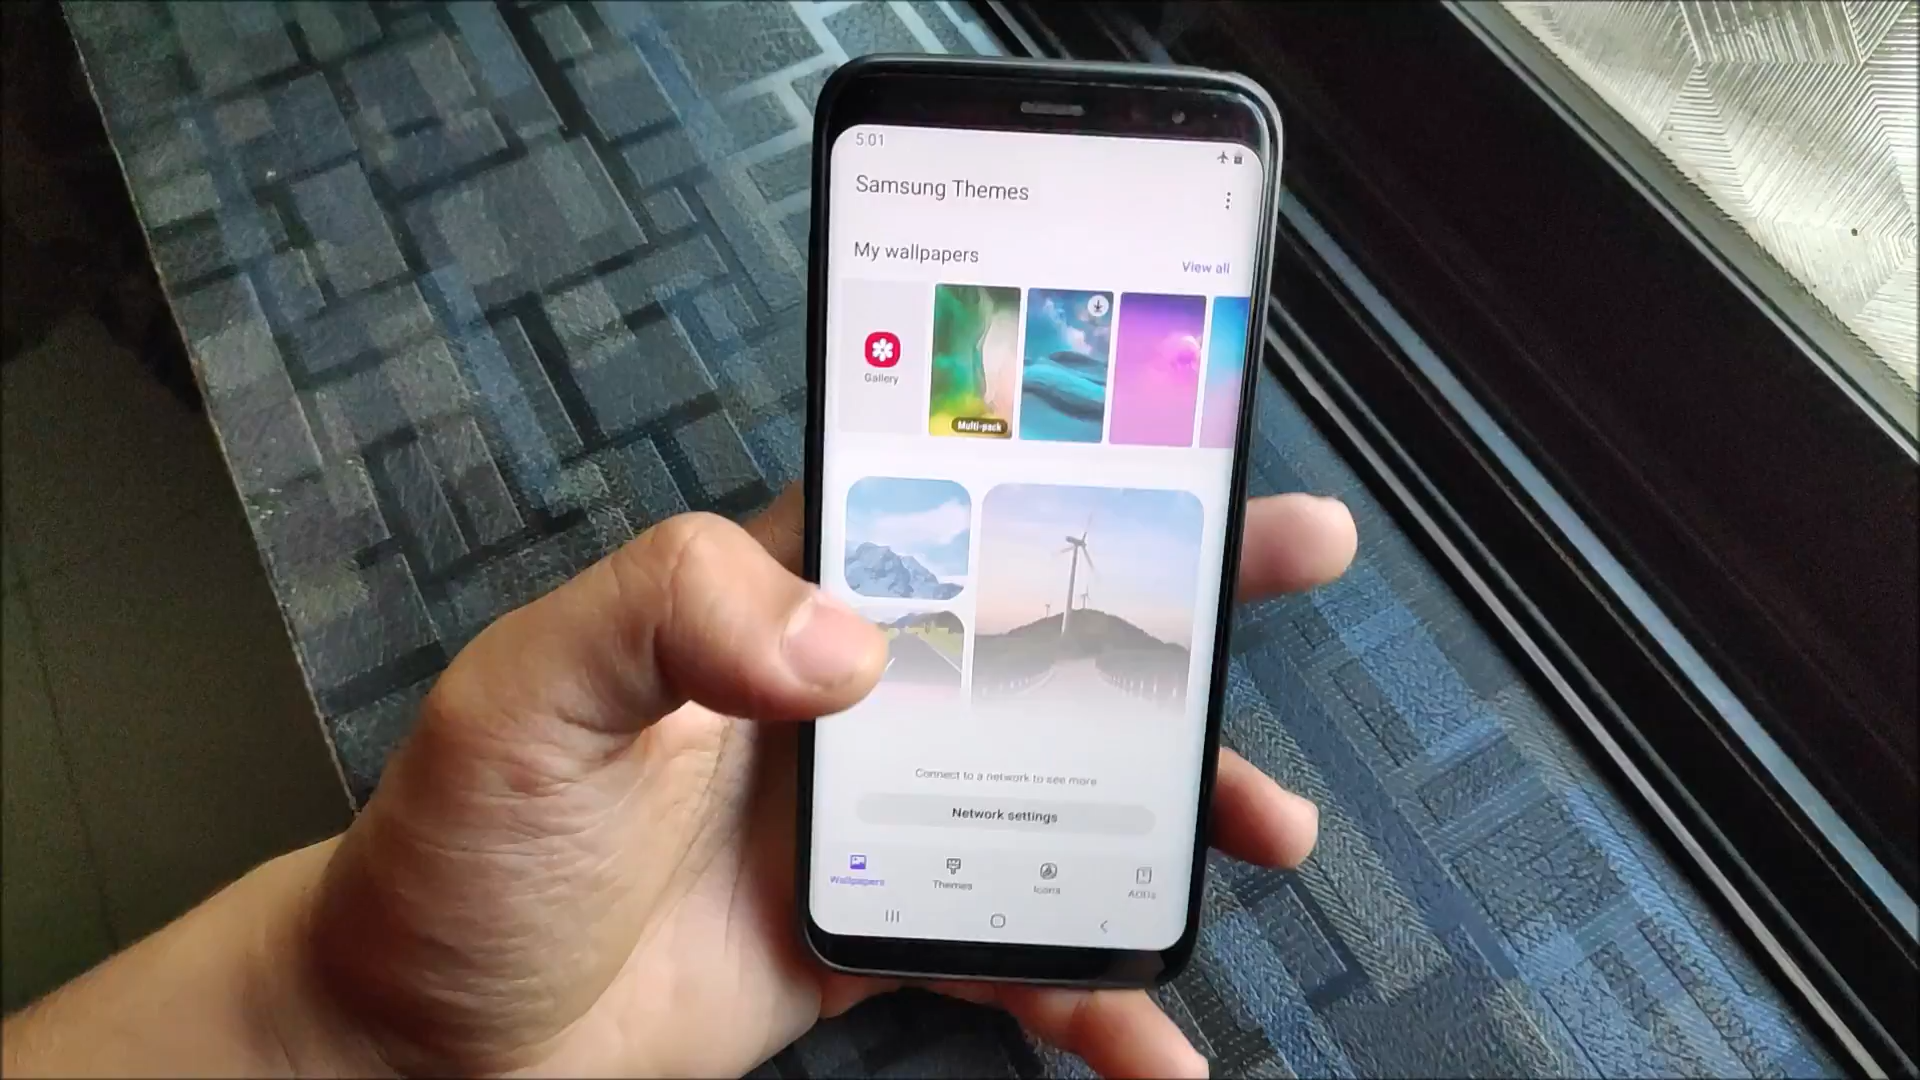 5:01
Samsung Themes
My wallpapers
View all
Gallery
Multi-pack
Connect to a network to see more
Network settings
Wallpapers
Themes
Icons
AODs